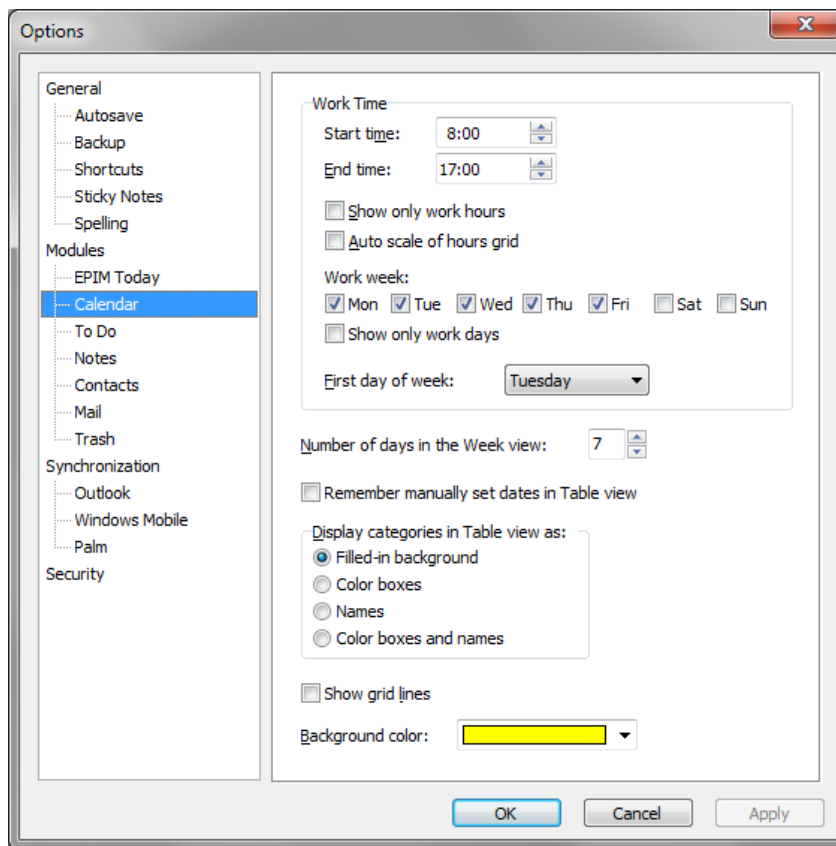 Options
General
Autosave
Backup
Shortcuts
Sticky Notes
Spelling
Modules
EPIM Today
Calendar
To Do
Notes
Contacts
Mail
Trash
Synchronization
Outlook
Windows Mobile
Palm
Security
Work Time
Start time: 8:00
End time: 17:00
Show only work hours
Auto scale of hours grid
Work week:
Mon Tue Wed Thu Fri Sat Sun
Show only work days
First day of week: Tuesday
Number of days in the Week view: 7
Remember manually set dates in Table view
Display categories in Table view as:
Filled-in background
Color boxes
Names
Color boxes and names
Show grid lines
Background color:
OK Cancel Apply